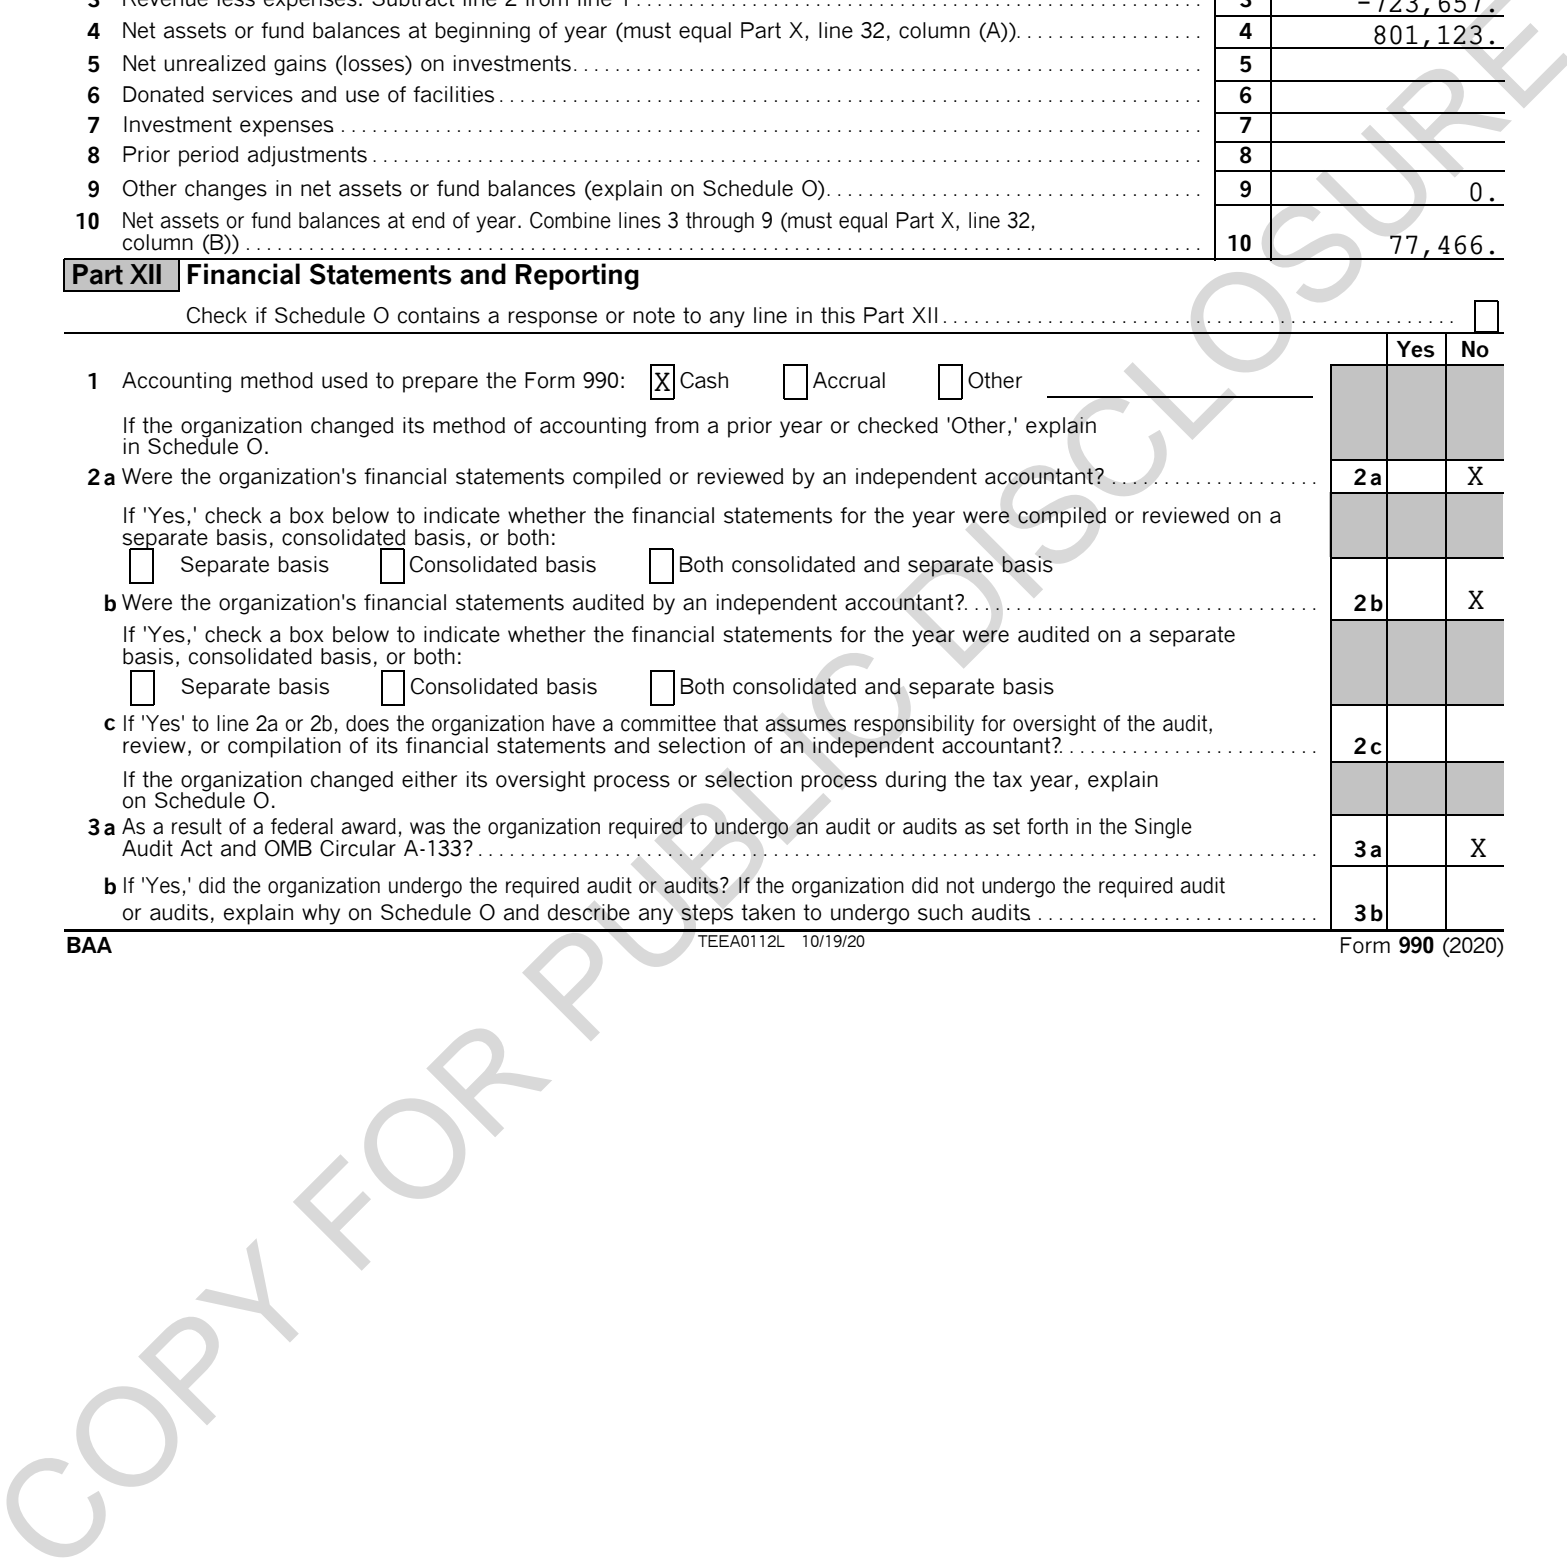 3 Revenue less expenses. Subtract line 2 from line 1 3 -723,657.
4 Net assets or fund balances at beginning of year (must equal Part X, line 32, column (A)) 4 801,123.
5 Net unrealized gains (losses) on investments 5
6 Donated services and use of facilities 6
7 Investment expenses 7
8 Prior period adjustments 8
9 Other changes in net assets or fund balances (explain on Schedule O) 9 0.
10 Net assets or fund balances at end of year. Combine lines 3 through 9 (must equal Part X, line 32,
column (B)) 10 77,466.
Part XII Financial Statements and Reporting
Check if Schedule O contains a response or note to any line in this Part XII
Yes No
1 Accounting method used to prepare the Form 990: X Cash Accrual Other
If the organization changed its method of accounting from a prior year or checked 'Other,' explain
in Schedule O.
2a Were the organization's financial statements compiled or reviewed by an independent accountant? 2a X
If 'Yes,' check a box below to indicate whether the financial statements for the year were compiled or reviewed on a
separate basis, consolidated basis, or both:
Separate basis Consolidated basis Both consolidated and separate basis
b Were the organization's financial statements audited by an independent accountant? 2b X
If 'Yes,' check a box below to indicate whether the financial statements for the year were audited on a separate
basis, consolidated basis, or both:
Separate basis Consolidated basis Both consolidated and separate basis
c If 'Yes' to line 2a or 2b, does the organization have a committee that assumes responsibility for oversight of the audit,
review, or compilation of its financial statements and selection of an independent accountant? 2c
If the organization changed either its oversight process or selection process during the tax year, explain
on Schedule O.
3a As a result of a federal award, was the organization required to undergo an audit or audits as set forth in the Single
Audit Act and OMB Circular A-133? 3a X
b If 'Yes,' did the organization undergo the required audit or audits? If the organization did not undergo the required audit
or audits, explain why on Schedule O and describe any steps taken to undergo such audits 3b
BAA TEEA0112L 10/19/20 Form 990 (2020)
COPY FOR PUBLIC DISCLOSURE